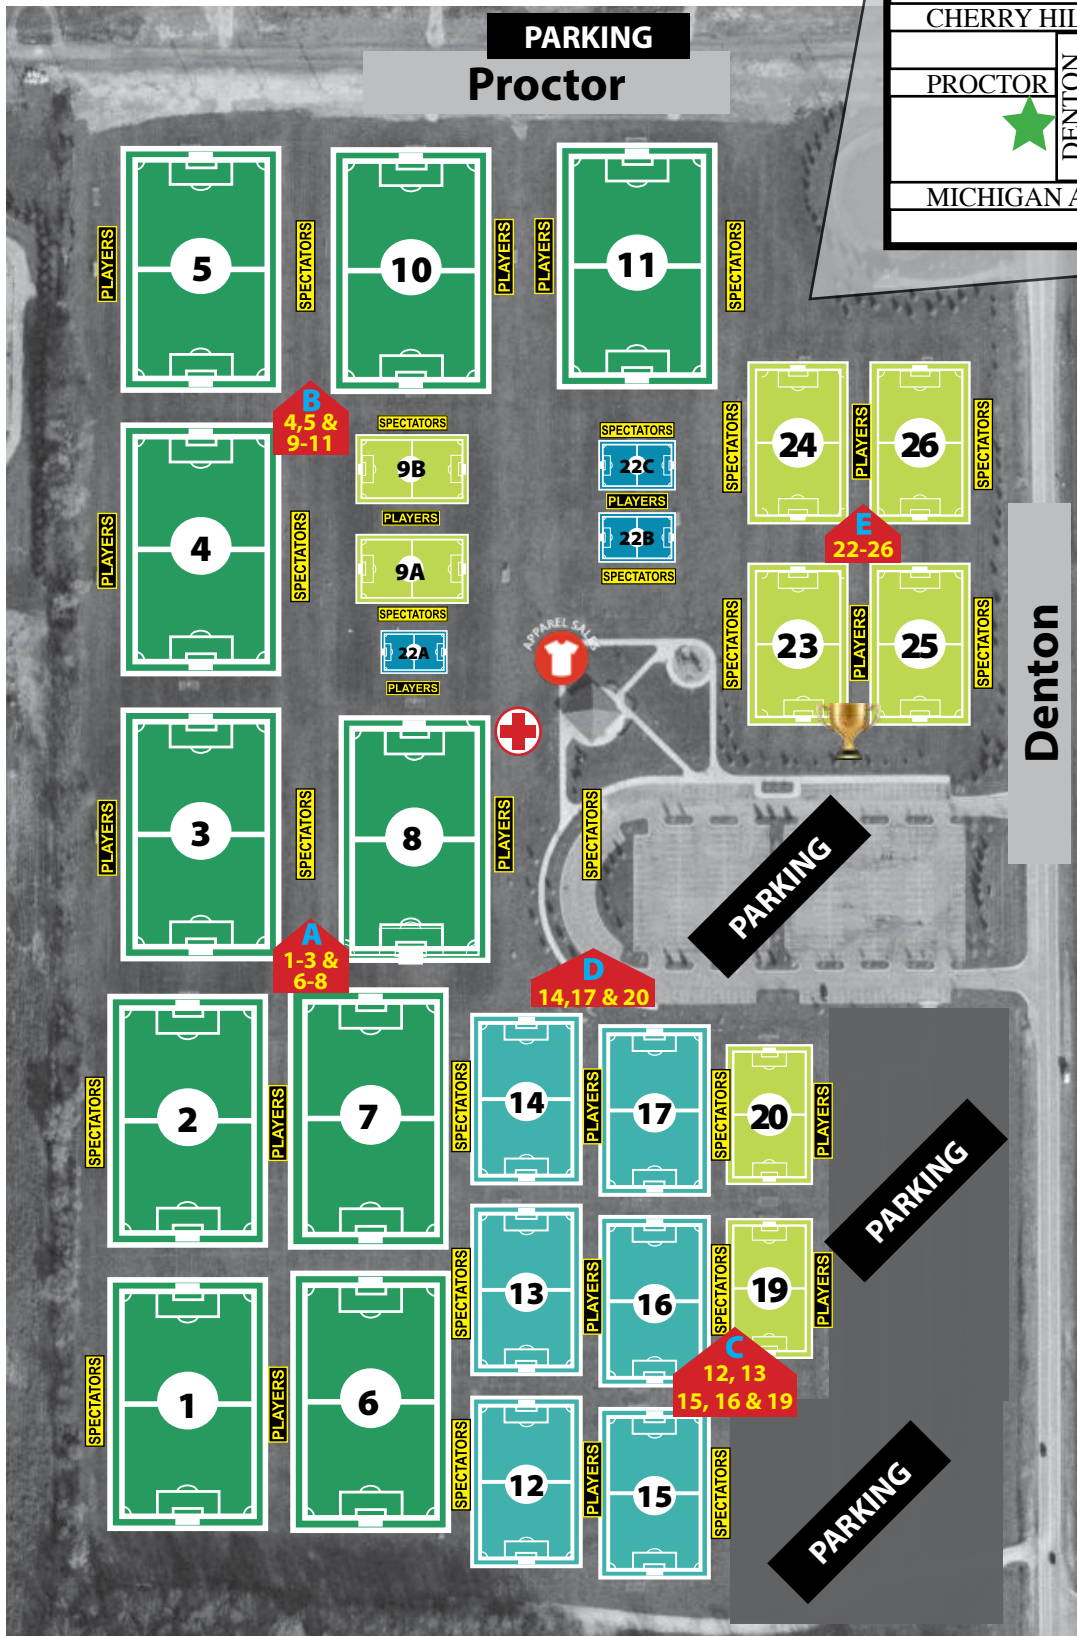 PARKING
Proctor
CHERRY HIL
PROCTOR
DENTON
MICHIGAN A
5
10
11
PLAYERS
SPECTATORS
PLAYERS
PLAYERS
SPECTATORS
B
4,5 &
9-11
SPECTATORS
9B
PLAYERS
9A
SPECTATORS
22A
PLAYERS
SPECTATORS
22C
PLAYERS
22B
SPECTATORS
SPECTATORS
24
PLAYERS
26
SPECTATORS
E
22-26
SPECTATORS
23
PLAYERS
25
SPECTATORS
Denton
PLAYERS
4
SPECTATORS
APPAREL SALES
PLAYERS
3
SPECTATORS
8
PLAYERS
SPECTATORS
PARKING
A
1-3 &
6-8
D
14,17 & 20
SPECTATORS
2
PLAYERS
7
SPECTATORS
14
PLAYERS
17
SPECTATORS
20
PLAYERS
PARKING
SPECTATORS
13
PLAYERS
16
SPECTATORS
19
PLAYERS
C
12, 13
15, 16 & 19
SPECTATORS
1
PLAYERS
6
SPECTATORS
12
PLAYERS
15
SPECTATORS
PARKING